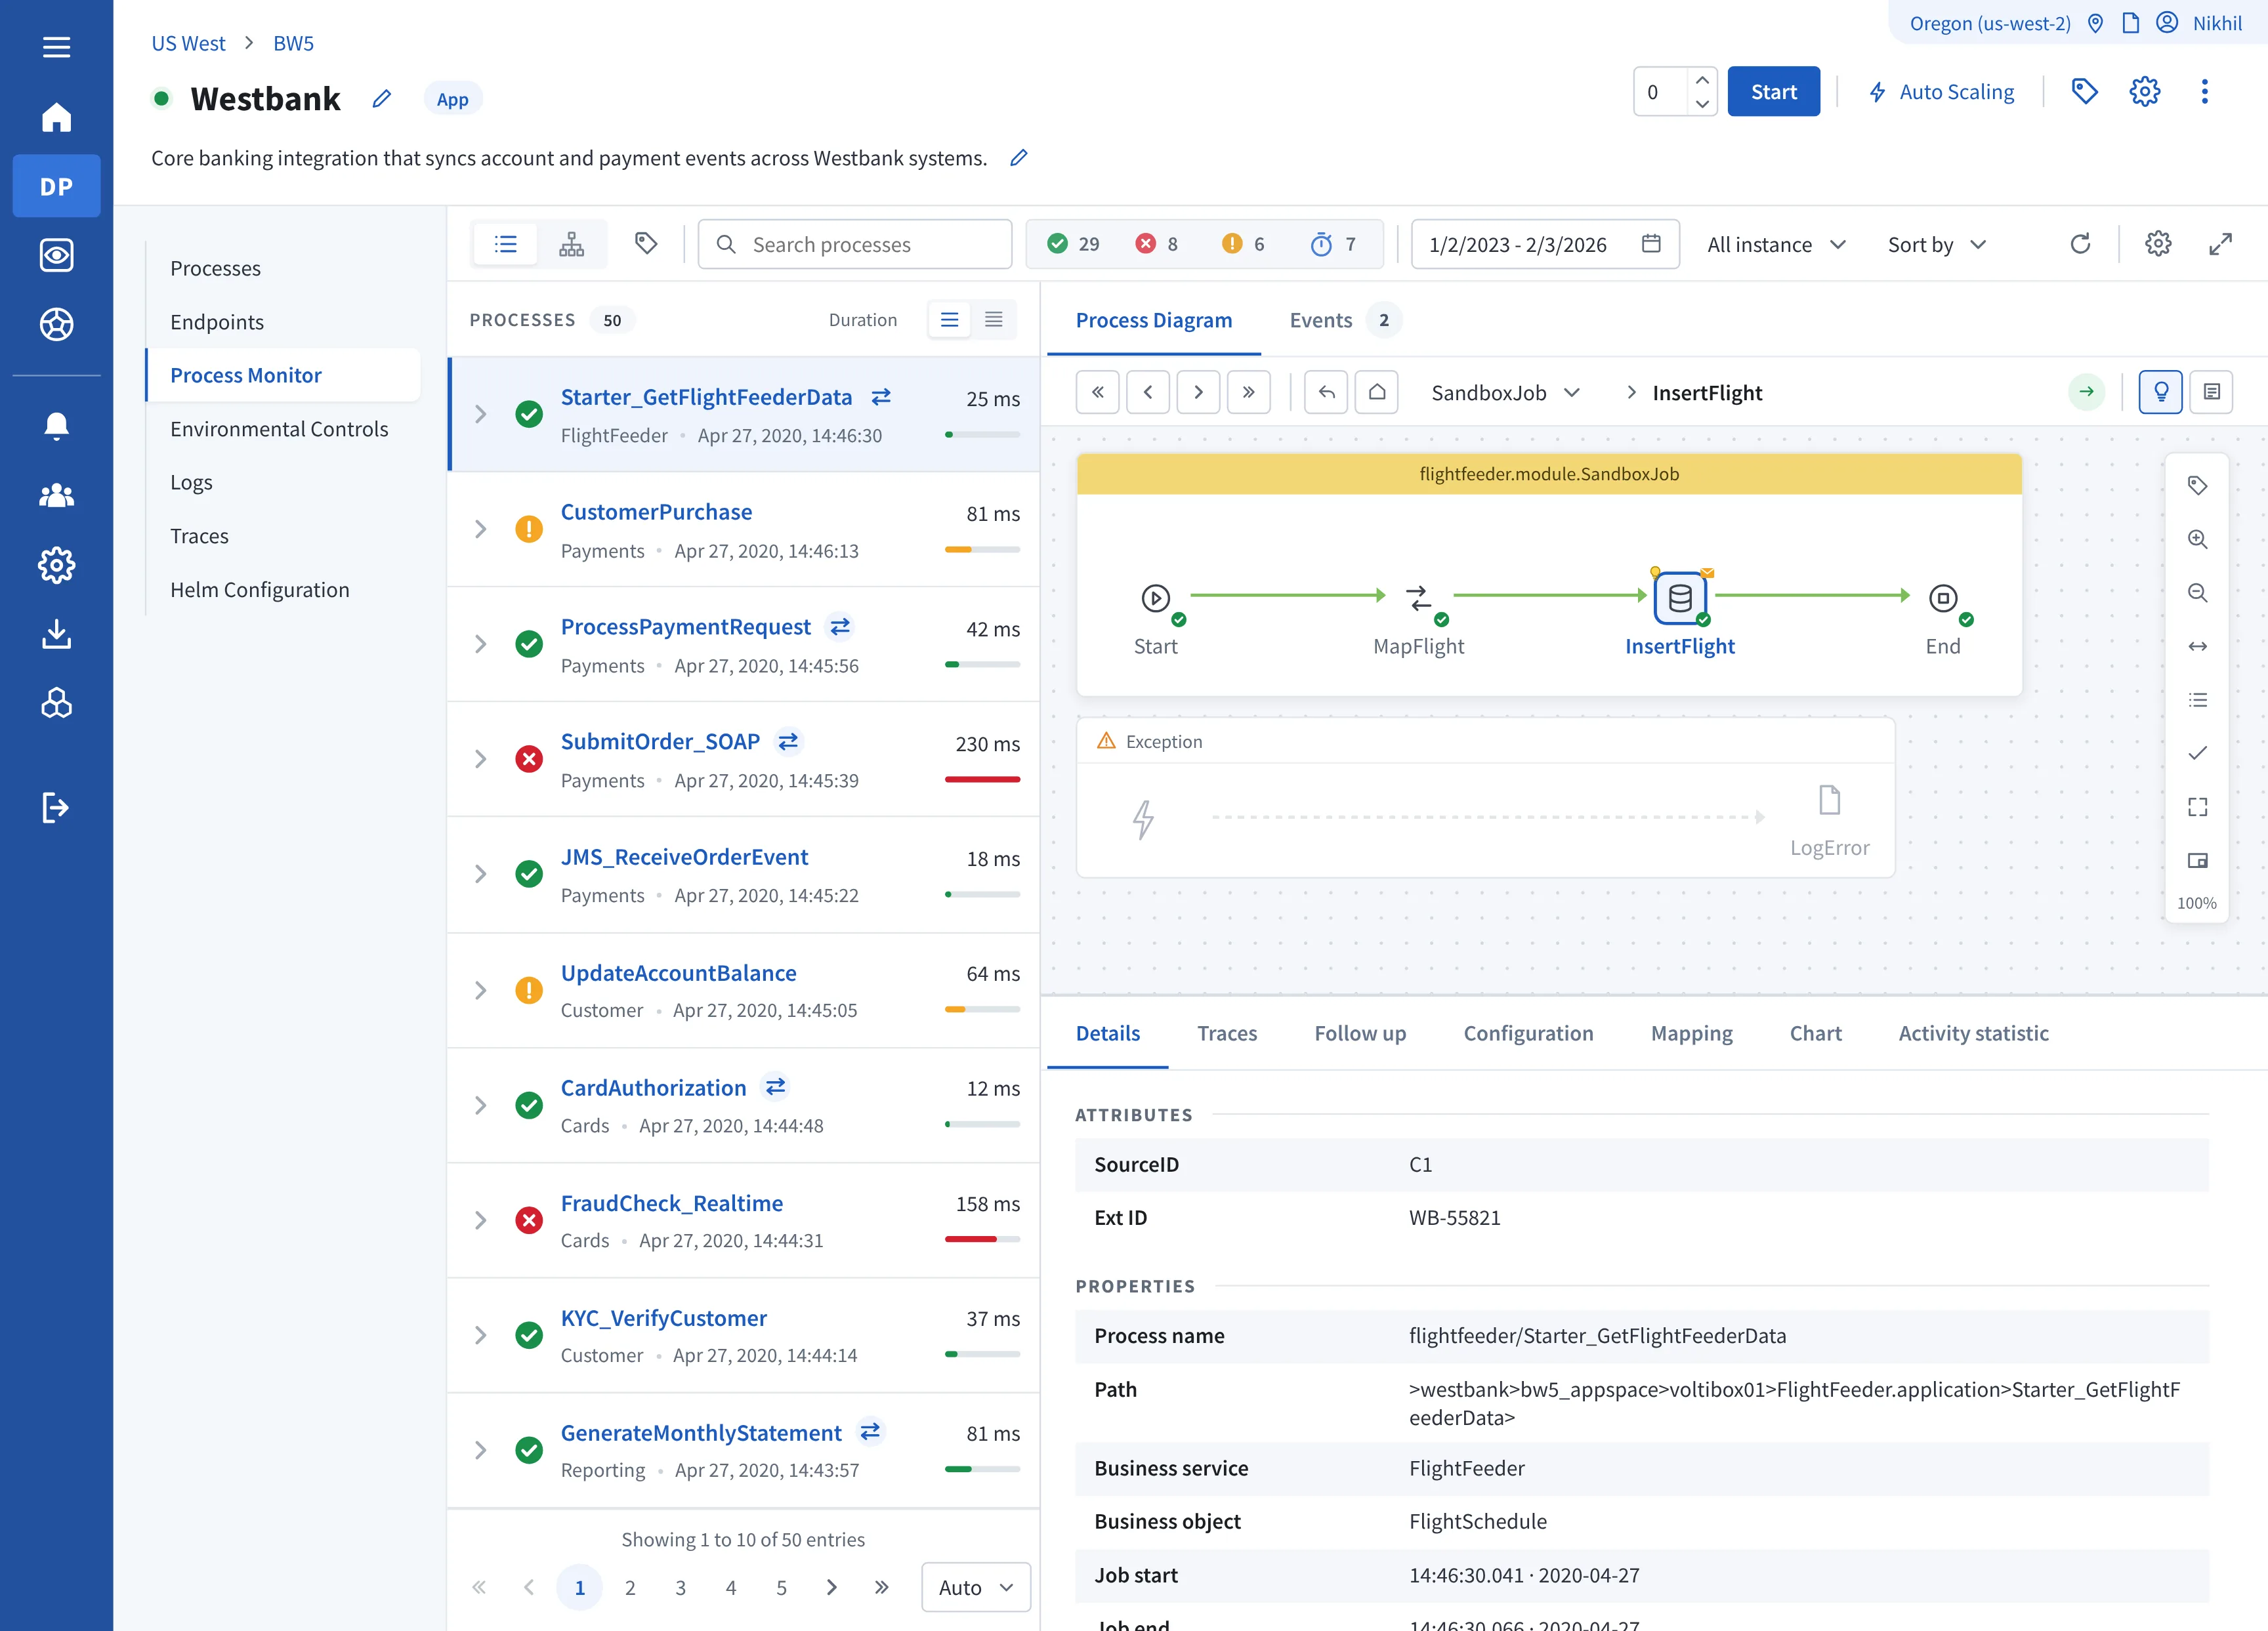 Oregon (us-west-2) Nikhil
US West > BW5
Westbank App
0 Start Auto Scaling
Core banking integration that syncs account and payment events across Westbank systems.
DP
Processes
Endpoints
Process Monitor
Environmental Controls
Logs
Traces
Helm Configuration
Search processes 29 8 6 7 1/2/2023 - 2/3/2026 All instance Sort by
PROCESSES 50 Duration
Starter_GetFlightFeederData 25 ms
FlightFeeder • Apr 27, 2020, 14:46:30
CustomerPurchase 81 ms
Payments • Apr 27, 2020, 14:46:13
ProcessPaymentRequest 42 ms
Payments • Apr 27, 2020, 14:45:56
SubmitOrder_SOAP 230 ms
Payments • Apr 27, 2020, 14:45:39
JMS_ReceiveOrderEvent 18 ms
Payments • Apr 27, 2020, 14:45:22
UpdateAccountBalance 64 ms
Customer • Apr 27, 2020, 14:45:05
CardAuthorization 12 ms
Cards • Apr 27, 2020, 14:44:48
FraudCheck_Realtime 158 ms
Cards • Apr 27, 2020, 14:44:31
KYC_VerifyCustomer 37 ms
Customer • Apr 27, 2020, 14:44:14
GenerateMonthlyStatement 81 ms
Reporting • Apr 27, 2020, 14:43:57
Showing 1 to 10 of 50 entries
1 2 3 4 5 Auto
Process Diagram Events 2
SandboxJob > InsertFlight
flightfeeder.module.SandboxJob
Start MapFlight InsertFlight End
Exception
LogError
100%
Details Traces Follow up Configuration Mapping Chart Activity statistic
ATTRIBUTES
SourceID C1
Ext ID WB-55821
PROPERTIES
Process name flightfeeder/Starter_GetFlightFeederData
Path >westbank>bw5_appspace>voltibox01>FlightFeeder.application>Starter_GetFlightF
eederData>
Business service FlightFeeder
Business object FlightSchedule
Job start 14:46:30.041 · 2020-04-27
Job end 14:46:30.066 · 2020-04-27